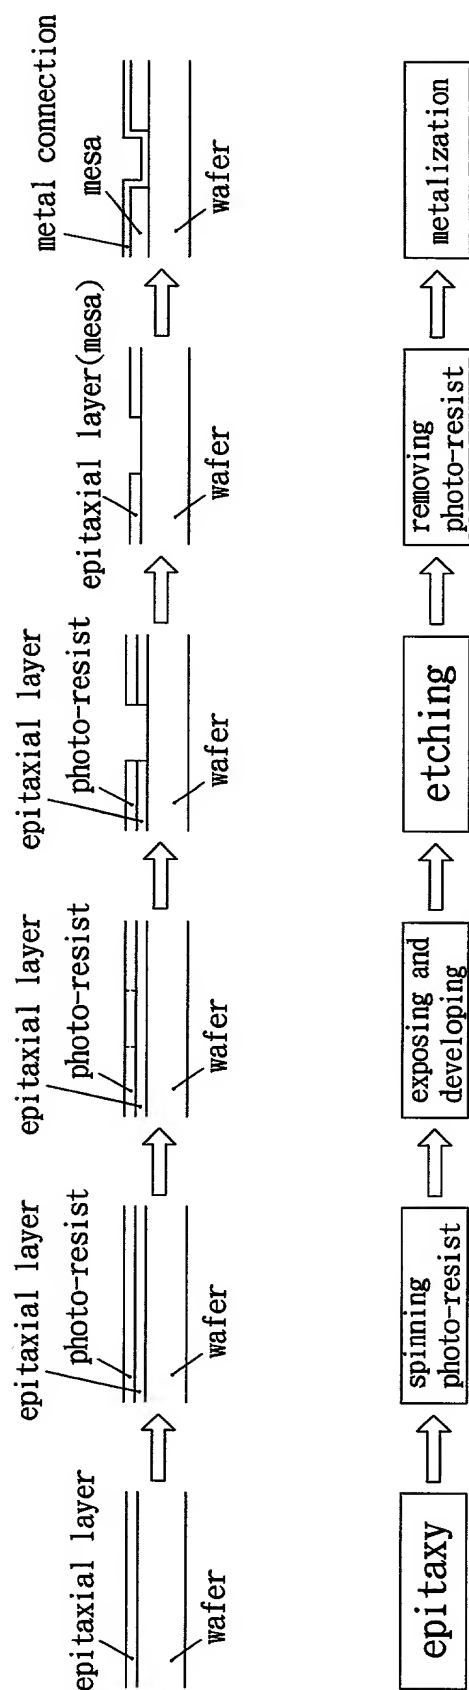 epitaxial layer
wafer
epitaxial layer
photo-resist
wafer
epitaxial layer
photo-resist
wafer
epitaxial layer
photo-resist
wafer
epitaxial layer(mesa)
wafer
metal connection
mesa
wafer
epitaxy
spinning
photo-resist
exposing and
developing
etching
removing
photo-resist
metalization